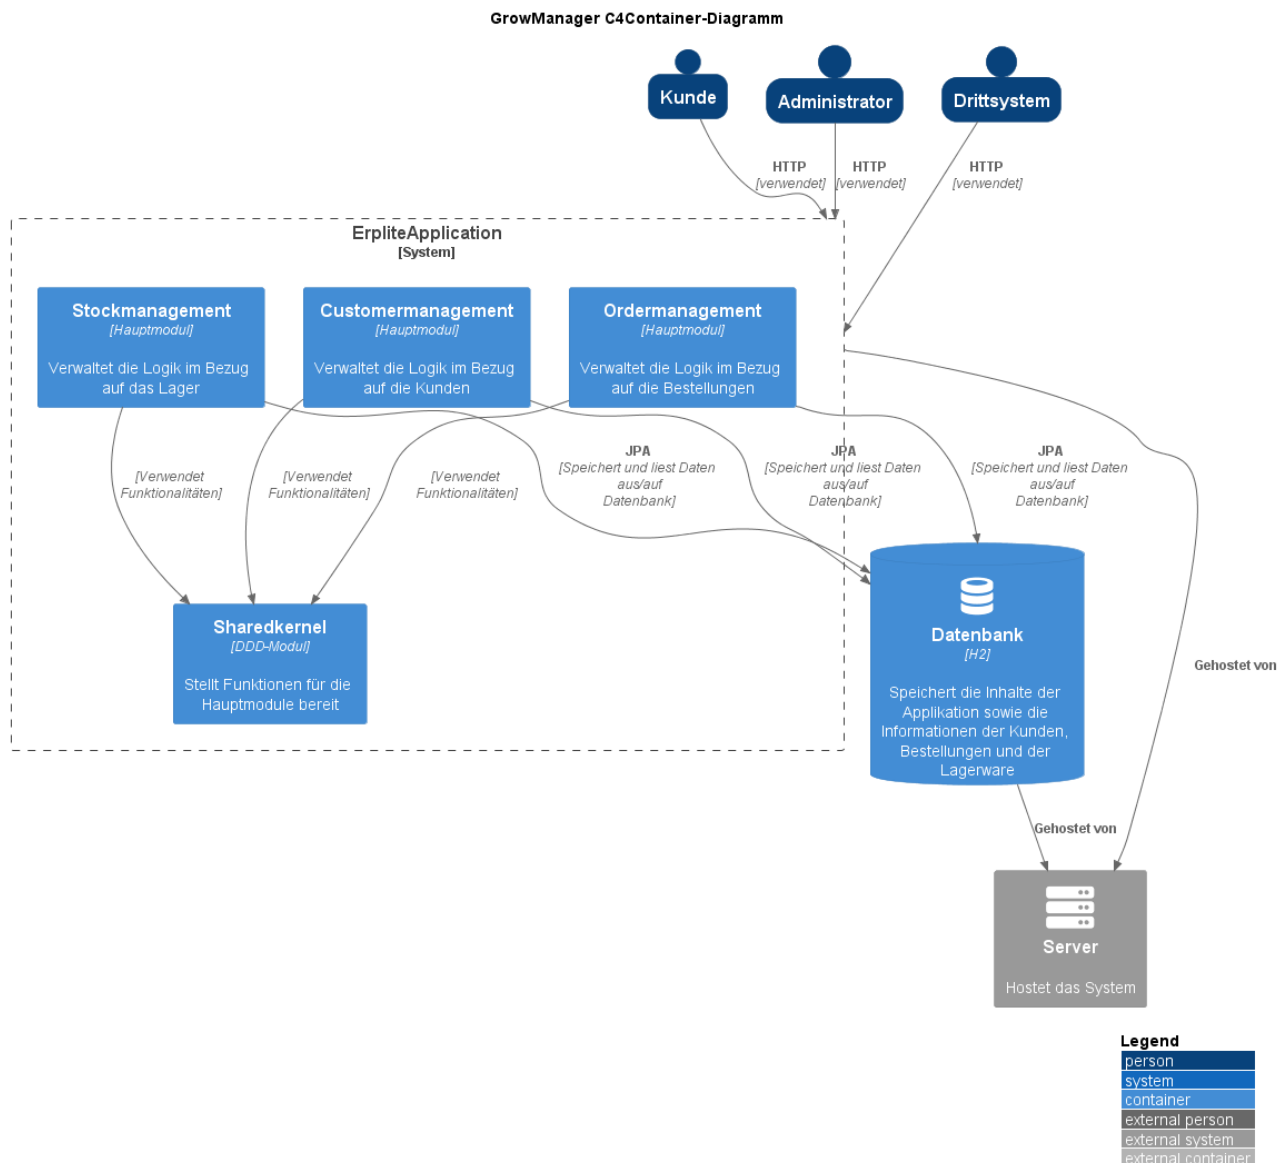 GrowManager C4Container-Diagramm
Kunde
Administrator
Drittsystem
HTTP
[verwendet]
HTTP
[verwendet]
HTTP
[verwendet]
ErpliteApplication
[System]
Stockmanagement
[Hauptmodul]
Verwaltet die Logik im Bezug
auf das Lager
Customermanagement
[Hauptmodul]
Verwaltet die Logik im Bezug
auf die Kunden
Ordermanagement
[Hauptmodul]
Verwaltet die Logik im Bezug
auf die Bestellungen
[Verwendet
Funktionalitäten]
[Verwendet
Funktionalitäten]
[Verwendet
Funktionalitäten]
JPA
[Speichert und liest Daten
aus/auf
Datenbank]
JPA
[Speichert und liest Daten
aus/auf
Datenbank]
JPA
[Speichert und liest Daten
aus/auf
Datenbank]
Sharedkernel
[DDD-Modul]
Stellt Funktionen für die
Hauptmodule bereit
Datenbank
[H2]
Speichert die Inhalte der
Applikation sowie die
Informationen der Kunden,
Bestellungen und der
Lagerware
Gehostet von
Gehostet von
Server
Hostet das System
Legend
person
system
container
external person
external system
external container